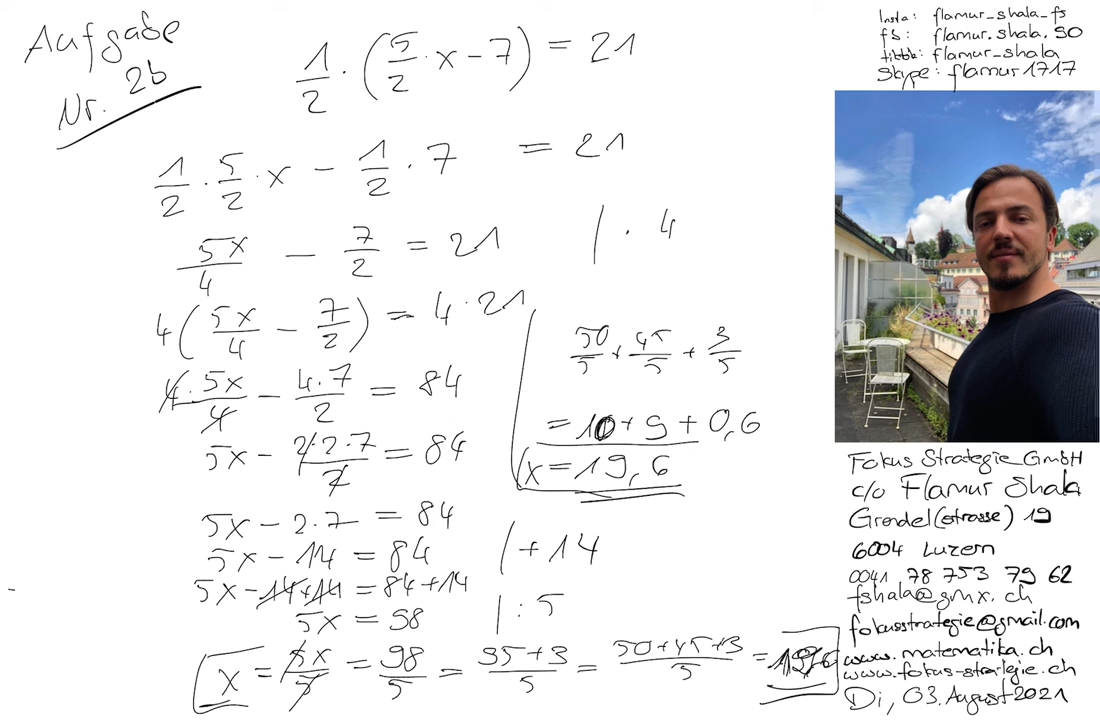 Aufgabe
Nr. 2b
1/2 · (5/2 · x − 7) = 21
1/2 · 5/2 · x − 1/2 · 7 = 21
5x/4 − 7/2 = 21 | · 4
4(5x/4 − 7/2) = 4 · 21
4·5x/4 − 4·7/2 = 84
5x − 2·2·7/2 = 84
5x − 2·7 = 84
5x − 14 = 84 | +14
5x − 14 + 14 = 84 + 14
5x = 98 | : 5
x = 5x/5 = 98/5 = 95+3/5 = 50+45+3/5 = 19,6
50/5 + 45/5 + 3/5
= 10 + 9 + 0,6
x = 19,6
Insta: flamur_shala_fs
fb: flamur.shala.90
tiktok: flamur_shala
Skype: flamur1717
Fokus Strategie GmbH
c/o Flamur Shala
Grendel(strasse) 19
6004 Luzern
0041 78 753 79 62
fshala@gmx.ch
fokusstrategie@gmail.com
www.matematika.ch
www.fokus-strategie.ch
Di, 03. August 2021